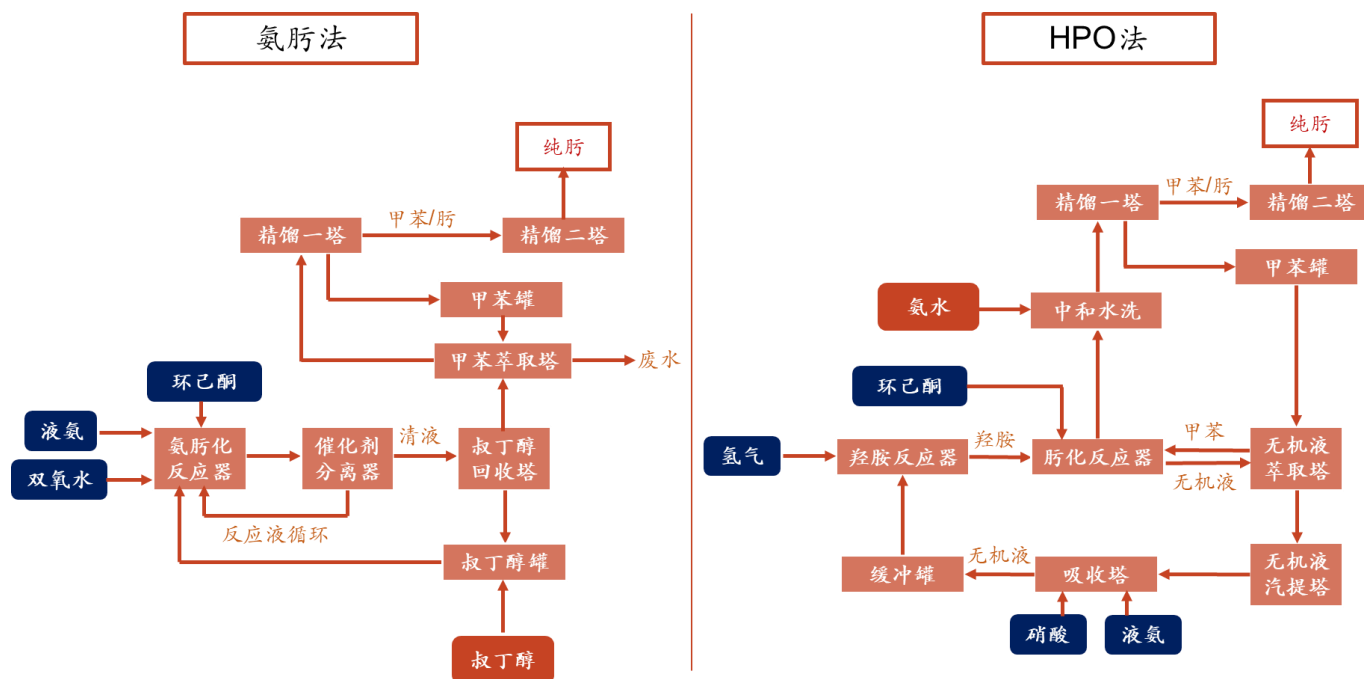 氨肟法
纯肟
精馏一塔
甲苯/肟
精馏二塔
甲苯罐
甲苯萃取塔
废水
环己酮
液氨
双氧水
氨肟化
反应器
催化剂
分离器
清液
叔丁醇
回收塔
反应液循环
叔丁醇罐
叔丁醇
HPO法
纯肟
精馏一塔
甲苯/肟
精馏二塔
甲苯罐
氨水
中和水洗
环己酮
氢气
羟胺反应器
羟胺
肟化反应器
甲苯
无机液
无机液
萃取塔
缓冲罐
无机液
吸收塔
无机液
汽提塔
硝酸
液氨